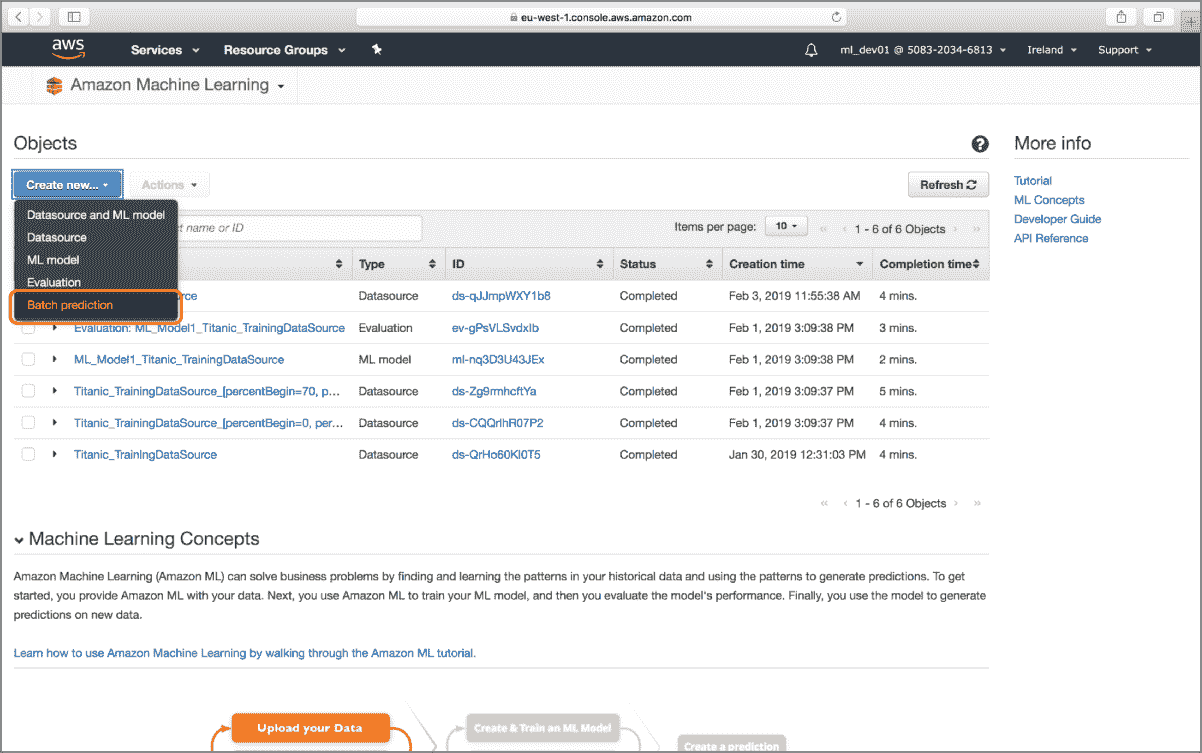 eu-west-1.console.aws.amazon.com
aws Services Resource Groups ml_dev01 @ 5083-2034-6813 Ireland Support
Amazon Machine Learning
Objects
More info
Create new... Actions Refresh
Tutorial
ML Concepts
Developer Guide
API Reference
Datasource and ML model
Datasource
ML model
Evaluation
Batch prediction
name or ID Items per page: 10 « ‹ 1 - 6 of 6 Objects › »
Type ID Status Creation time Completion time
Datasource ds-qJJmpWXY1b8 Completed Feb 3, 2019 11:55:38 AM 4 mins.
Evaluation: ML_Model1_Titanic_TrainingDataSource Evaluation ev-gPsVLSvdxIb Completed Feb 1, 2019 3:09:38 PM 3 mins.
ML_Model1_Titanic_TrainingDataSource ML model ml-nq3D3U43JEx Completed Feb 1, 2019 3:09:38 PM 2 mins.
Titanic_TrainingDataSource_[percentBegin=70, p... Datasource ds-Zg9rmhcftYa Completed Feb 1, 2019 3:09:37 PM 5 mins.
Titanic_TrainingDataSource_[percentBegin=0, per... Datasource ds-CQQrlhR07P2 Completed Feb 1, 2019 3:09:37 PM 4 mins.
Titanic_TrainingDataSource Datasource ds-QrHo60Kl0T5 Completed Jan 30, 2019 12:31:03 PM 4 mins.
« ‹ 1 - 6 of 6 Objects › »
Machine Learning Concepts
Amazon Machine Learning (Amazon ML) can solve business problems by finding and learning the patterns in your historical data and using the patterns to generate predictions. To get
started, you provide Amazon ML with your data. Next, you use Amazon ML to train your ML model, and then you evaluate the model's performance. Finally, you use the model to generate
predictions on new data.
Learn how to use Amazon Machine Learning by walking through the Amazon ML tutorial.
Upload your Data
Create & Train an ML Model
Create a prediction